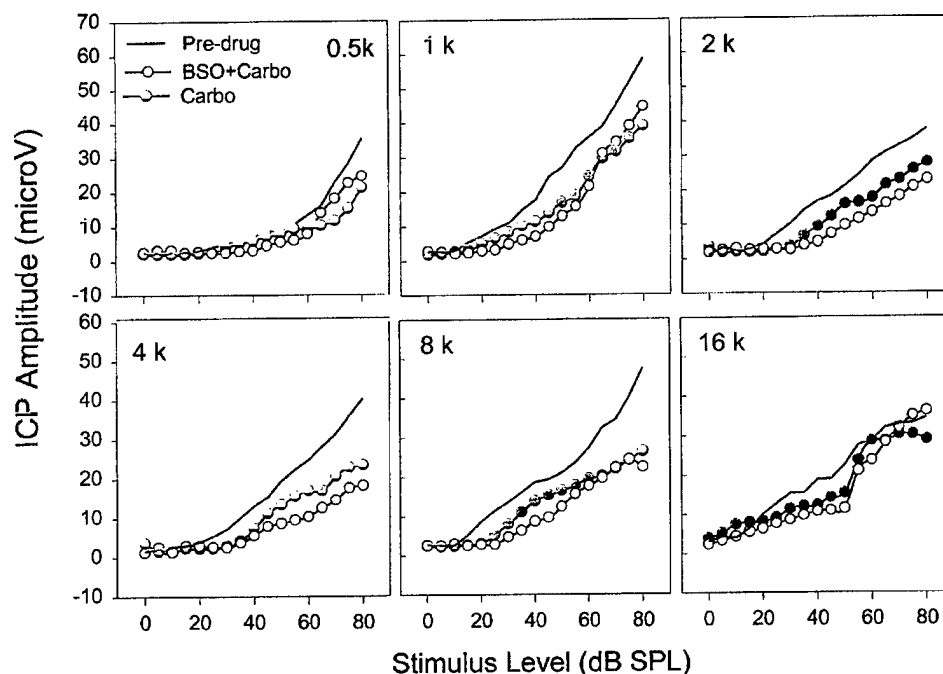 70
60
50
40
30
20
10
0
-10
Pre-drug
BSO+Carbo
Carbo
0.5k
1 k
2 k
60
50
40
30
20
10
0
-10
4 k
8 k
16 k
0 20 40 60 80
0 20 40 60 80
0 20 40 60 80
ICP Amplitude (microV)
Stimulus Level (dB SPL)